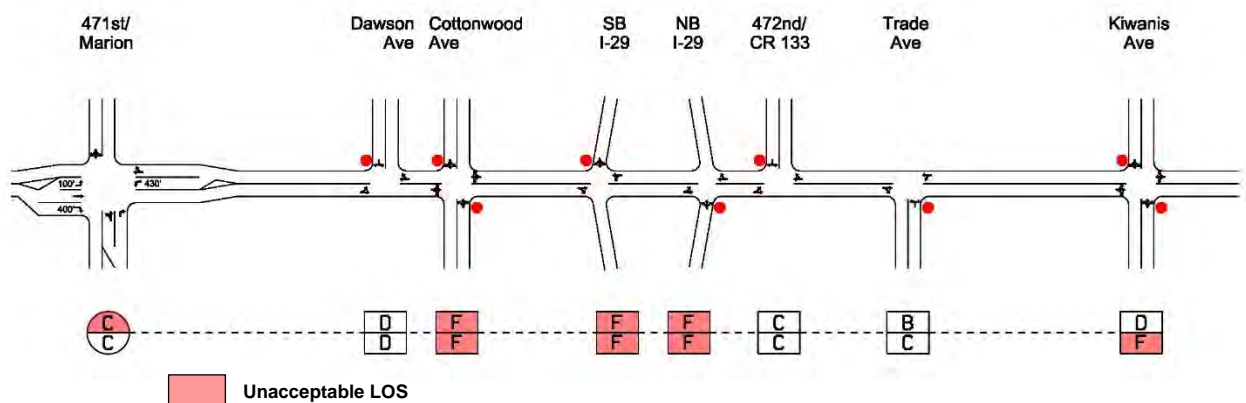 471st/ Dawson Cottonwood SB NB 472nd/ Trade Kiwanis
Marion Ave Ave I-29 I-29 CR 133 Ave Ave
100' 430'
400'
C D F F F C B D
C D F F F C C F
Unacceptable LOS